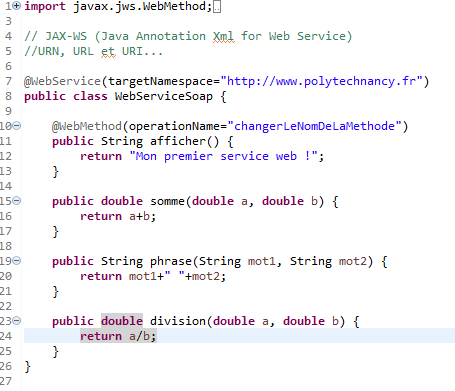 1 import javax.jws.WebMethod;
3
4 // JAX-WS (Java Annotation Xml for Web Service)
5 //URN, URL et URI...
6
7 @WebService(targetNamespace="http://www.polytechnancy.fr")
8 public class WebServiceSoap {
9
10 @WebMethod(operationName="changerLeNomDeLaMethode")
11 public String afficher() {
12 return "Mon premier service web !";
13 }
14
15 public double somme(double a, double b) {
16 return a+b;
17 }
18
19 public String phrase(String mot1, String mot2) {
20 return mot1+" "+mot2;
21 }
22
23 public double division(double a, double b) {
24 return a/b;
25 }
26 }
27